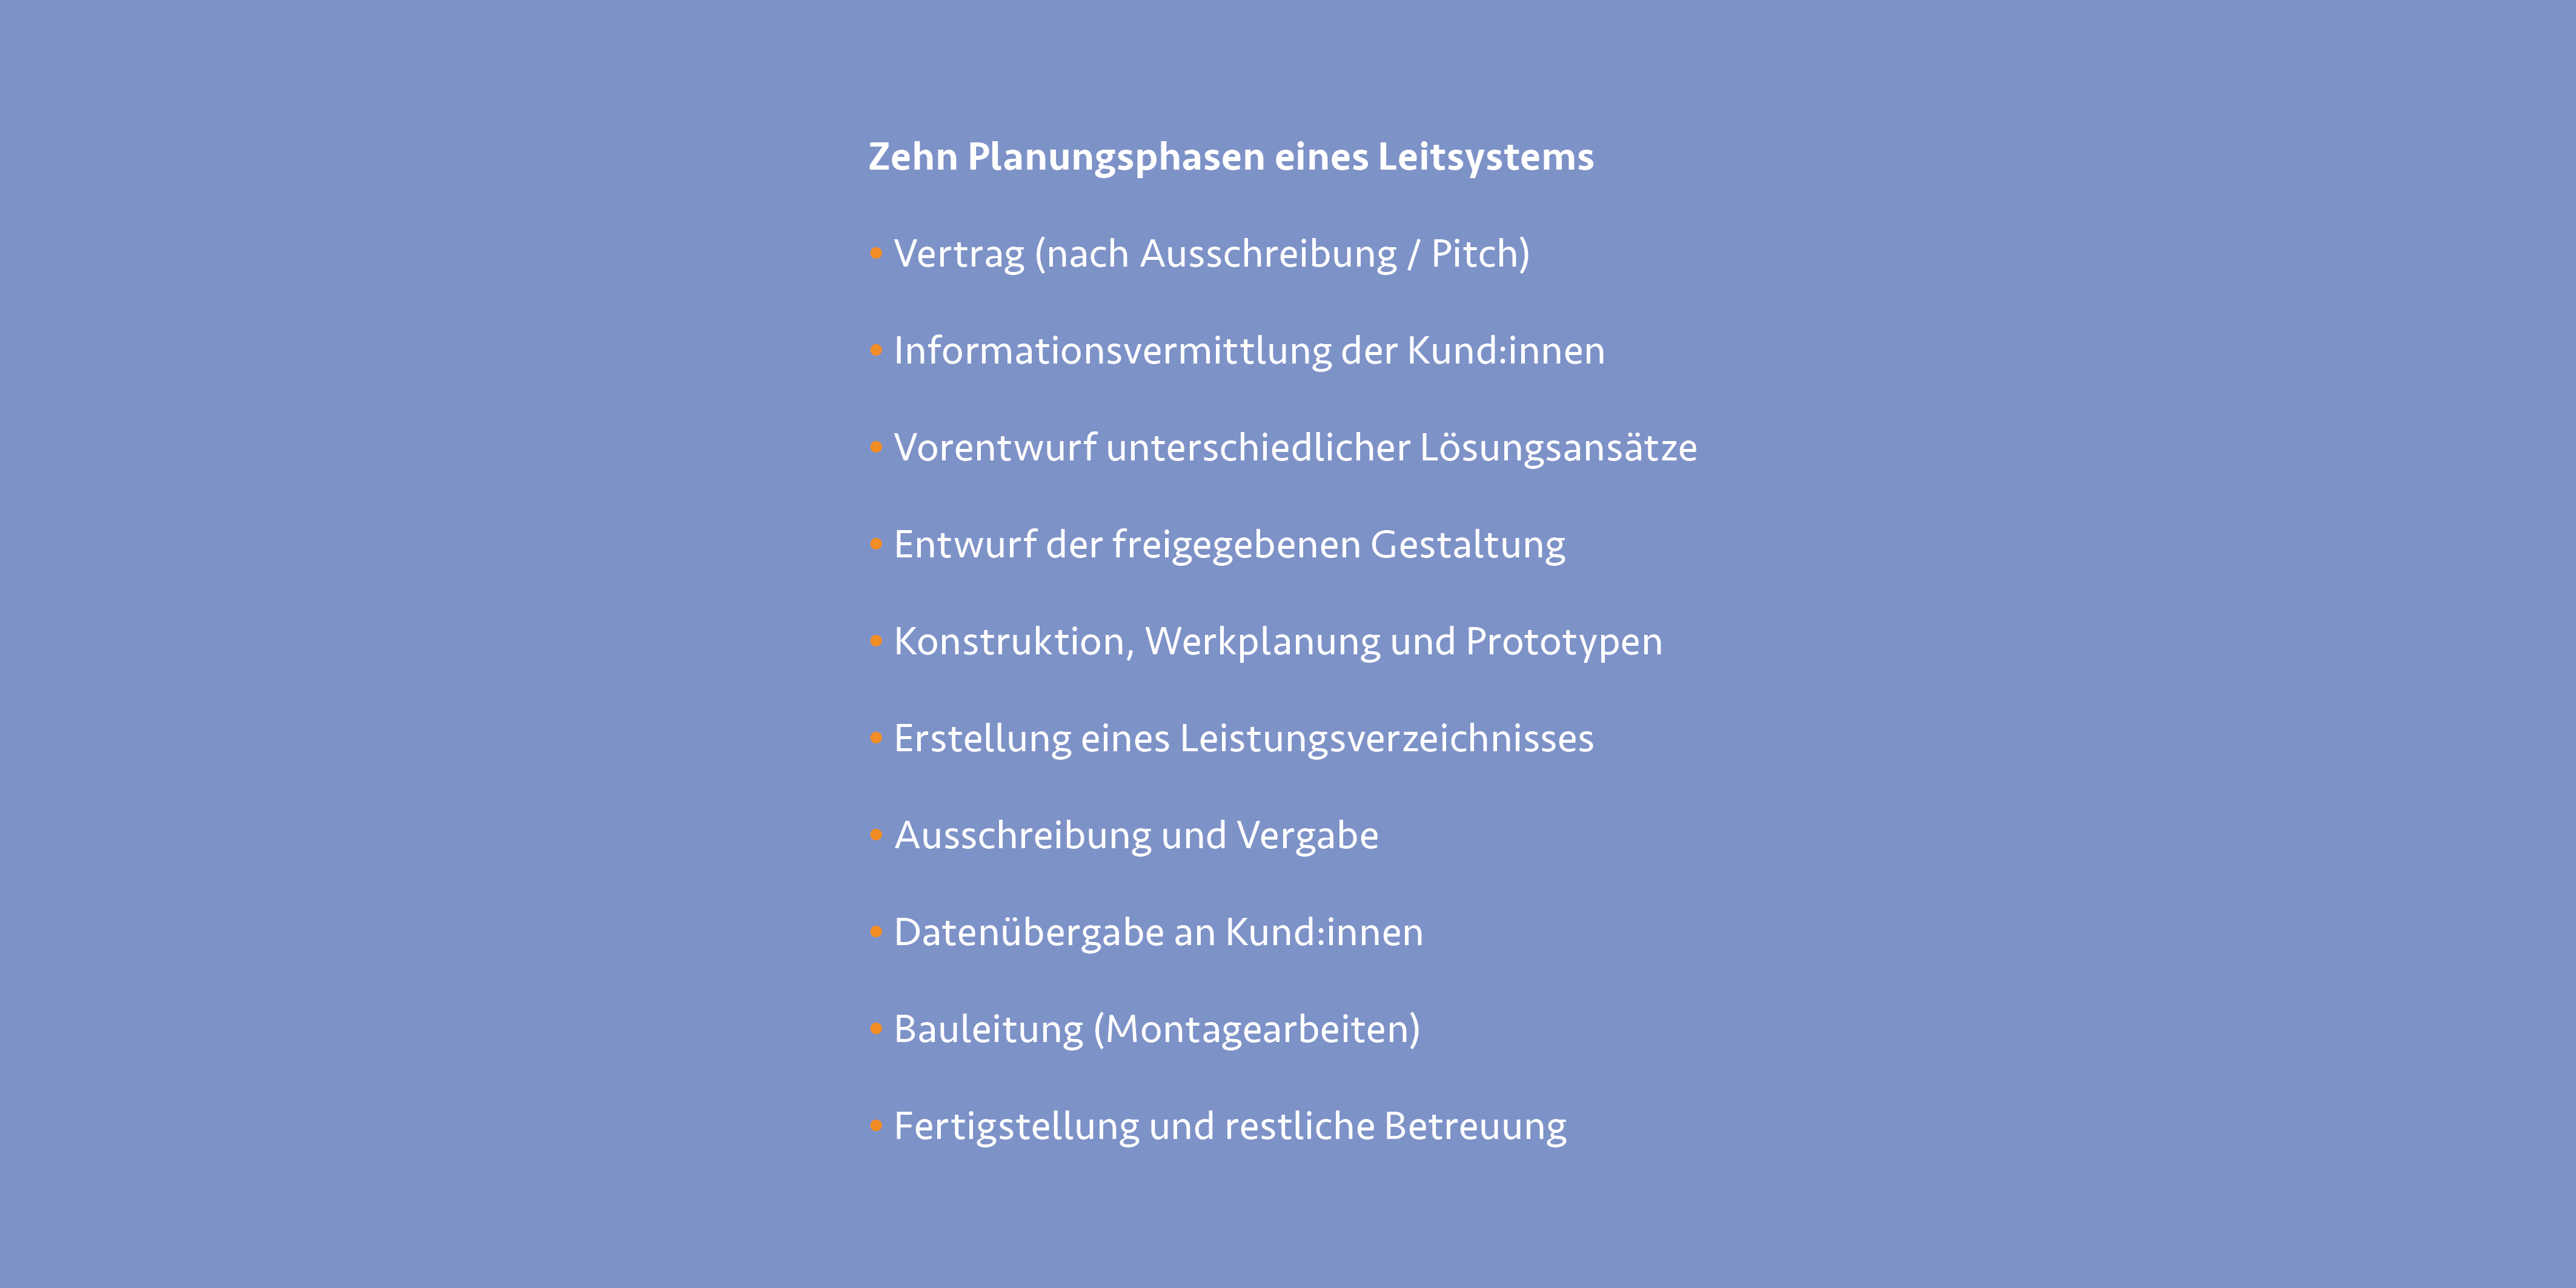 Zehn Planungsphasen eines Leitsystems
• Vertrag (nach Ausschreibung / Pitch)
• Informationsvermittlung der Kund:innen
• Vorentwurf unterschiedlicher Lösungsansätze
• Entwurf der freigegebenen Gestaltung
• Konstruktion, Werkplanung und Prototypen
• Erstellung eines Leistungsverzeichnisses
• Ausschreibung und Vergabe
• Datenübergabe an Kund:innen
• Bauleitung (Montagearbeiten)
• Fertigstellung und restliche Betreuung